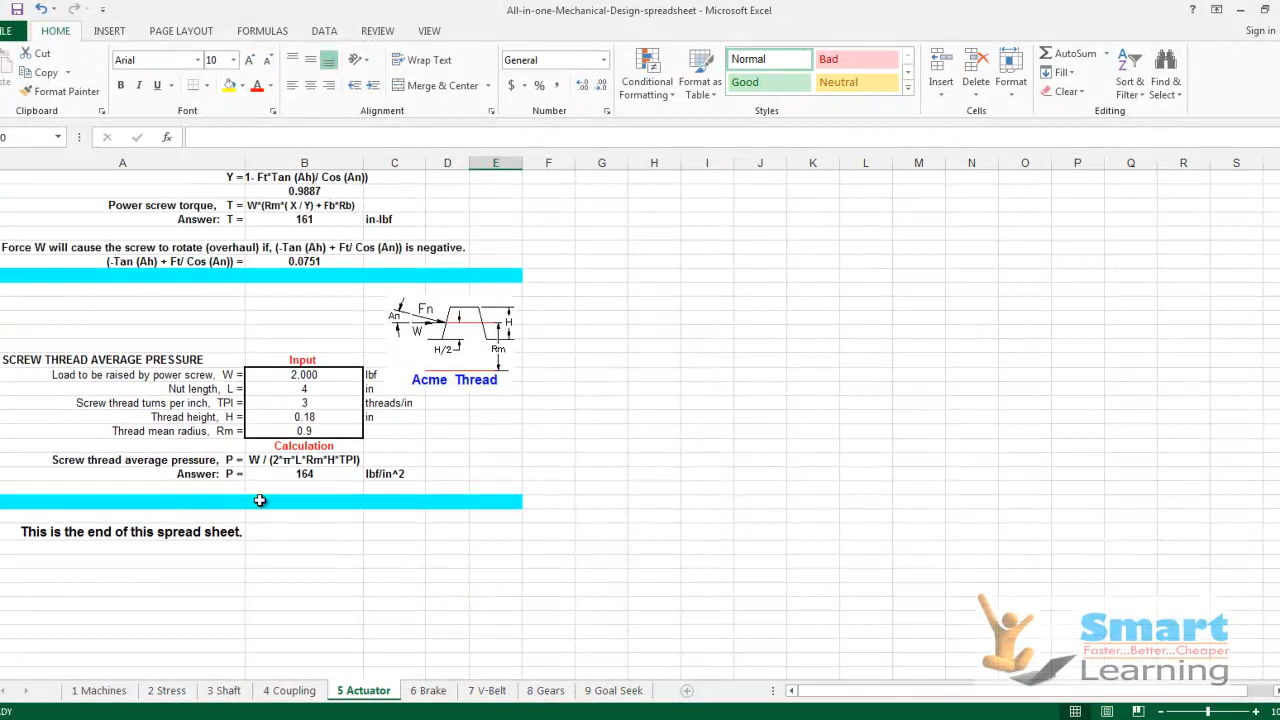 All-in-one-Mechanical-Design-spreadsheet - Microsoft Excel
Sign in
HOME INSERT PAGE LAYOUT FORMULAS DATA REVIEW VIEW
Cut
Copy
Format Painter
Clipboard
Arial 10
B U A
Font
Wrap Text
Merge & Center
Alignment
General
$ % ,
Number
Conditional Formatting
Format as Table
Normal Bad
Good Neutral
Styles
Insert Delete Format
Cells
AutoSum
Fill
Clear
Sort & Filter
Find & Select
Editing
fx
A B C D E F G H I J K L M N O P Q R S
Y = 1- Ft*Tan (Ah)/ Cos (An))
0.9887
Power screw torque, T = W*(Rm*( X / Y) + Fb*Rb)
Answer: T = 161 in-lbf
Force W will cause the screw to rotate (overhaul) if, (-Tan (Ah) + Ft/ Cos (An)) is negative.
(-Tan (Ah) + Ft/ Cos (An)) = 0.0751
Fn
An
W
H
H/2
Rm
Acme Thread
SCREW THREAD AVERAGE PRESSURE Input
Load to be raised by power screw, W = 2,000 lbf
Nut length, L = 4 in
Screw thread turns per inch, TPI = 3 threads/in
Thread height, H = 0.18 in
Thread mean radius, Rm = 0.9
Calculation
Screw thread average pressure, P = W / (2*π*L*Rm*H*TPI)
Answer: P = 164 lbf/in^2
This is the end of this spread sheet.
Smart
Faster...Better...Cheaper
Learning
1 Machines 2 Stress 3 Shaft 4 Coupling 5 Actuator 6 Brake 7 V-Belt 8 Gears 9 Goal Seek